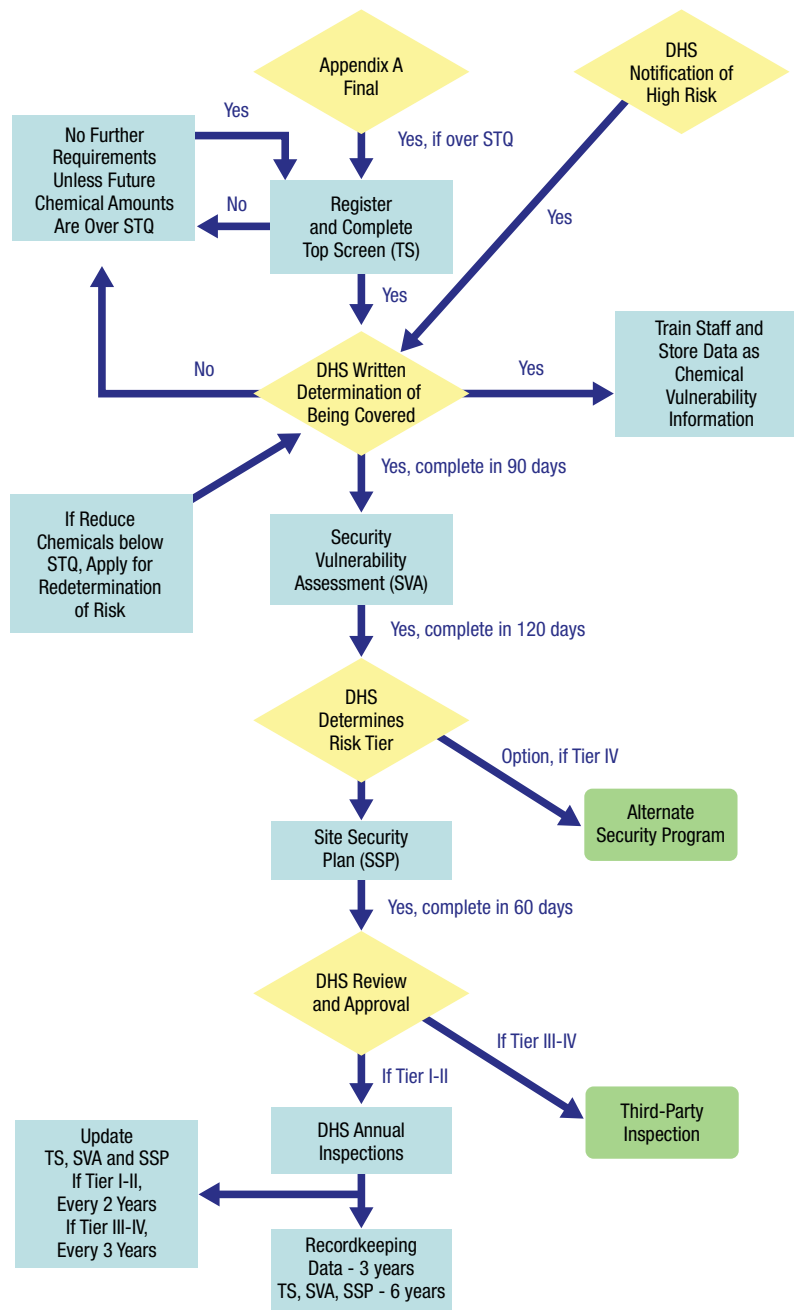 Appendix A
Final
DHS
Notification of
High Risk
Yes
Yes, if over STQ
No Further
Requirements
Unless Future
Chemical Amounts
Are Over STQ
No
Register
and Complete
Top Screen (TS)
Yes
Yes
No
DHS Written
Determination of
Being Covered
Yes
Train Staff and
Store Data as
Chemical
Vulnerability
Information
Yes, complete in 90 days
If Reduce
Chemicals below
STQ, Apply for
Redetermination
of Risk
Security
Vulnerability
Assessment (SVA)
Yes, complete in 120 days
DHS
Determines
Risk Tier
Option, if Tier IV
Alternate
Security Program
Site Security
Plan (SSP)
Yes, complete in 60 days
DHS Review
and Approval
If Tier III-IV
If Tier I-II
Third-Party
Inspection
DHS Annual
Inspections
Update
TS, SVA and SSP
If Tier I-II,
Every 2 Years
If Tier III-IV,
Every 3 Years
Recordkeeping
Data - 3 years
TS, SVA, SSP - 6 years